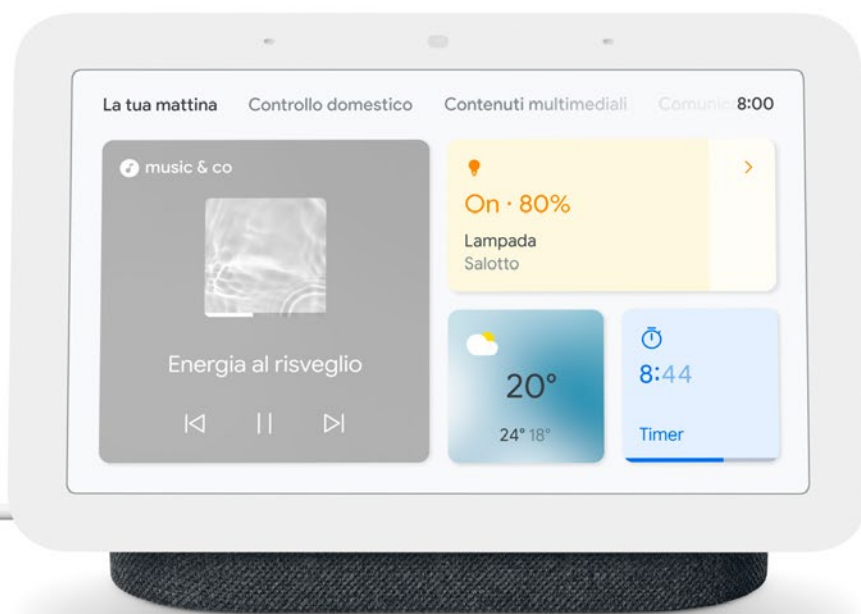 La tua mattina Controllo domestico Contenuti multimediali Comunic 8:00
music & co
Energia al risveglio
On · 80%
Lampada
Salotto
20°
24° 18°
8:44
Timer